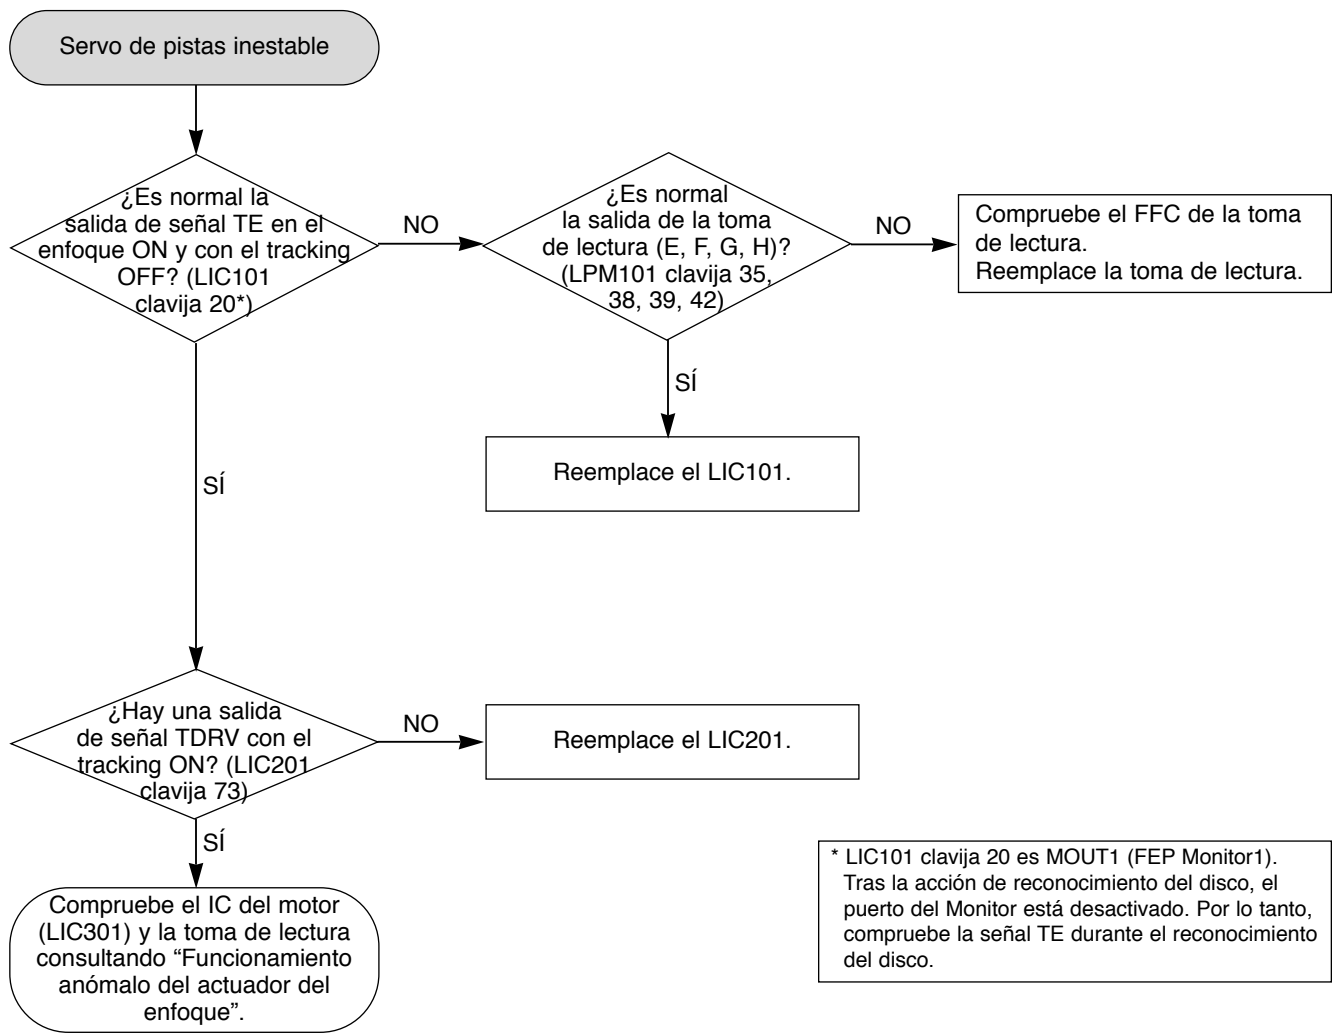 Servo de pistas inestable
¿Es normal la
salida de señal TE en el
enfoque ON y con el tracking
OFF? (LIC101
clavija 20*)
NO
¿Es normal
la salida de la toma
de lectura (E, F, G, H)?
(LPM101 clavija 35,
38, 39, 42)
NO
Compruebe el FFC de la toma
de lectura.
Reemplace la toma de lectura.
SÍ
Reemplace el LIC101.
SÍ
¿Hay una salida
de señal TDRV con el
tracking ON? (LIC201
clavija 73)
NO
Reemplace el LIC201.
SÍ
Compruebe el IC del motor
(LIC301) y la toma de lectura
consultando “Funcionamiento
anómalo del actuador del
enfoque”.
* LIC101 clavija 20 es MOUT1 (FEP Monitor1).
Tras la acción de reconocimiento del disco, el
puerto del Monitor está desactivado. Por lo tanto,
compruebe la señal TE durante el reconocimiento
del disco.